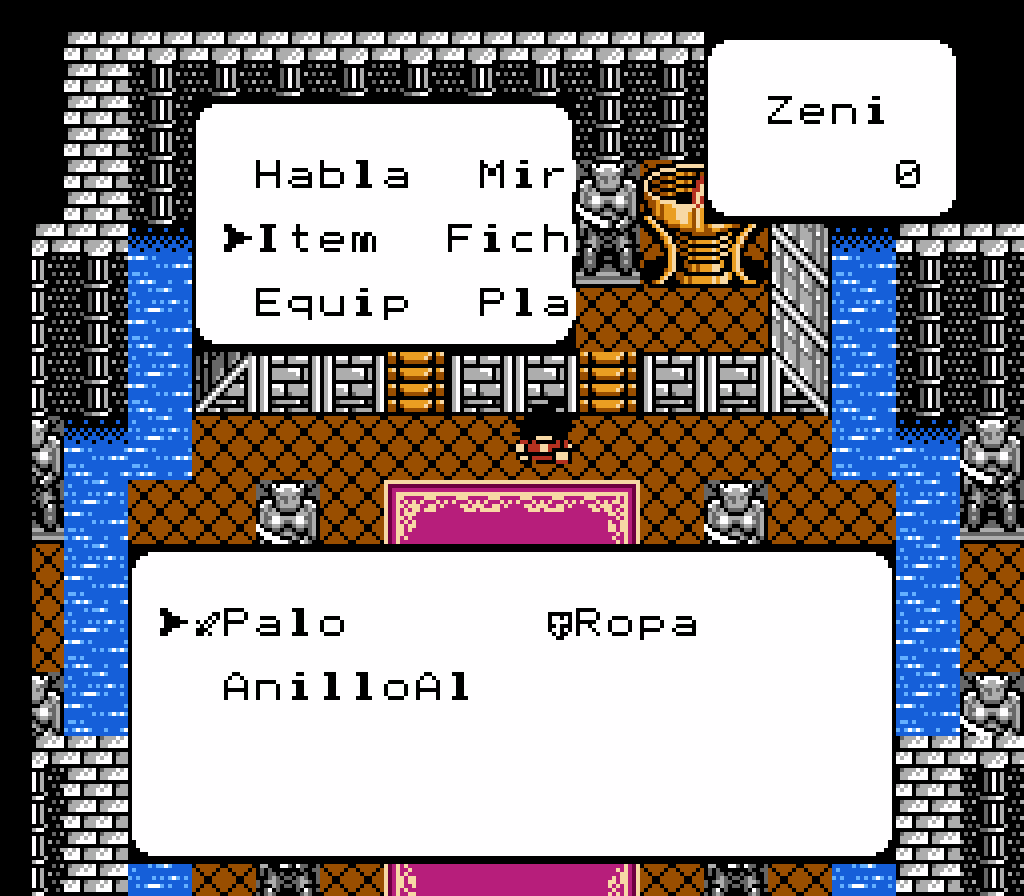 Zeni
0
Habla Mir
Item Fich
Equip Pla
Palo Ropa
AnilloAl